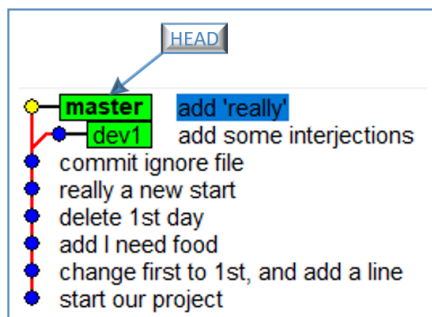 HEAD
master add 'really'
dev1 add some interjections
commit ignore file
really a new start
delete 1st day
add I need food
change first to 1st, and add a line
start our project